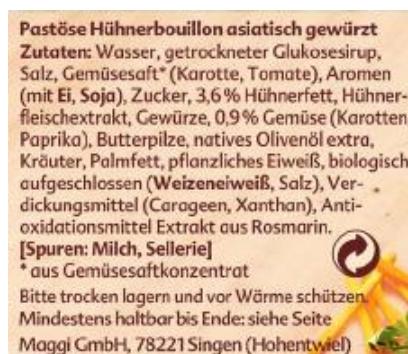 Pastöse Hühnerbouillon asiatisch gewürzt
Zutaten: Wasser, getrockneter Glukosesirup,
Salz, Gemüsesaft* (Karotte, Tomate), Aromen
(mit Ei, Soja), Zucker, 3,6% Hühnerfett, Hühner-
fleischextrakt, Gewürze, 0,9% Gemüse (Karotten
Paprika), Butterpilze, natives Olivenöl extra,
Kräuter, Palmfett, pflanzliches Eiweiß, biologisch
aufgeschlossen (Weizeneiweiß, Salz), Ver-
dickungsmittel (Carageen, Xanthan), Anti-
oxidationsmittel Extrakt aus Rosmarin.
[Spuren: Milch, Sellerie]
* aus Gemüsesaftkonzentrat
Bitte trocken lagern und vor Wärme schützen.
Mindestens haltbar bis Ende: siehe Seite
Maggi GmbH, 78221 Singen (Hohentwiel)